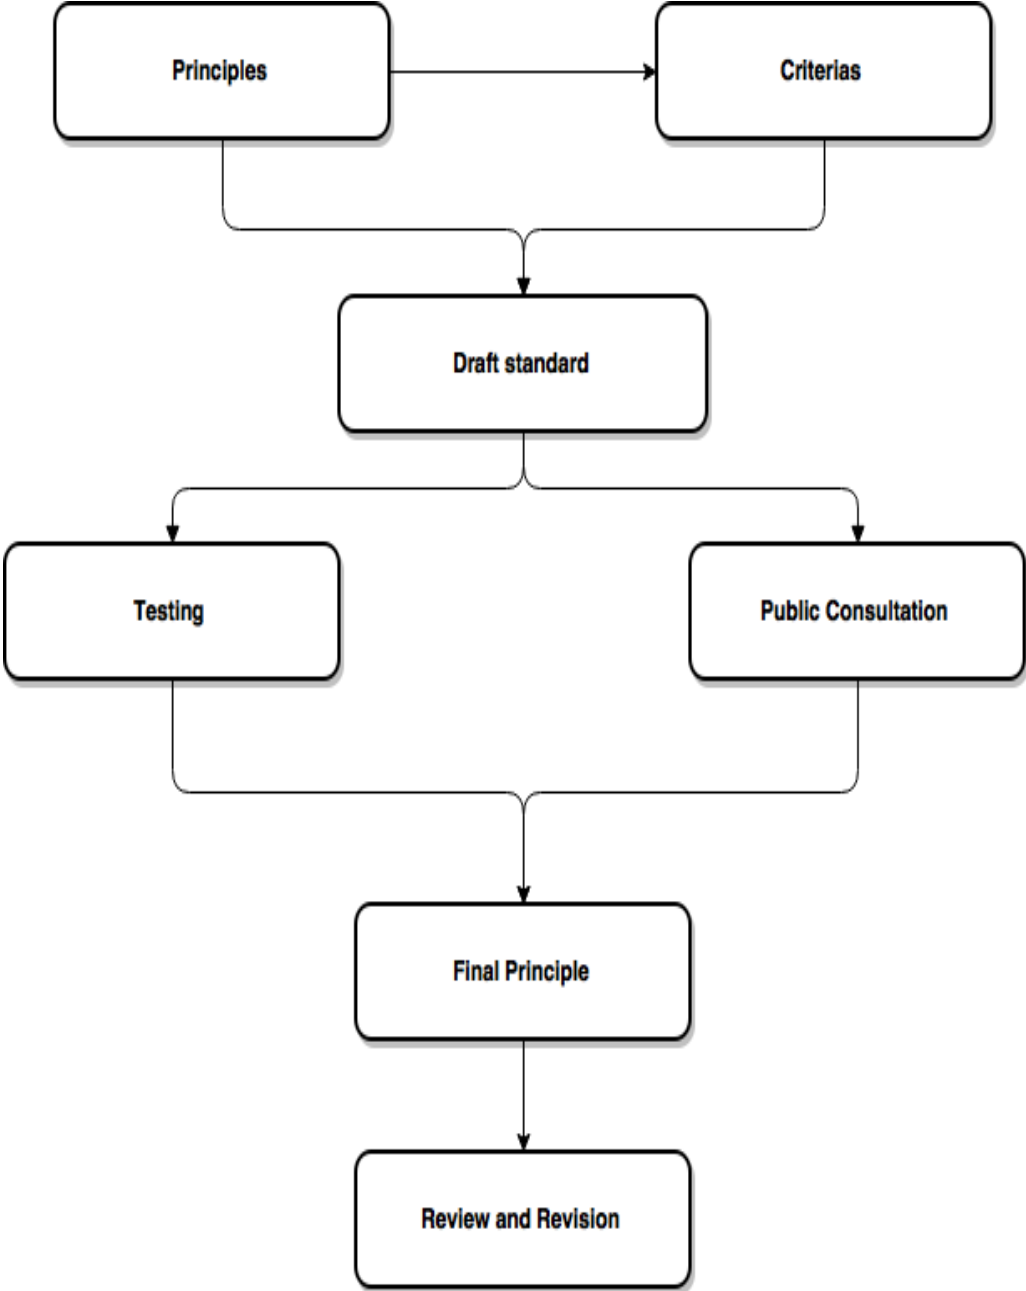 Principles
Criterias
Draft standard
Testing
Public Consultation
Final Principle
Review and Revision